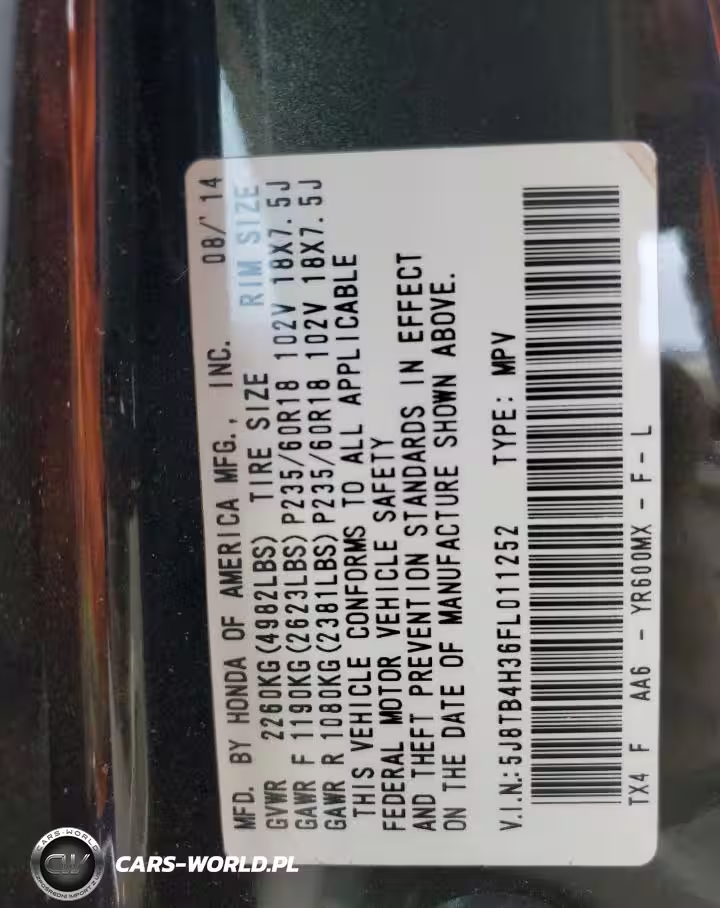 MFD. BY HONDA OF AMERICA MFG., INC. 08/'14
GVWR 2260KG(4982LBS) TIRE SIZE RIM SIZE
GAWR F 1190KG(2623LBS)P235/60R18 102V 18X7.5J
GAWR R 1080KG(2381LBS)P235/60R18 102V 18X7.5J
THIS VEHICLE CONFORMS TO ALL APPLICABLE
FEDERAL MOTOR VEHICLE SAFETY
AND THEFT PREVENTION STANDARDS IN EFFECT
ON THE DATE OF MANUFACTURE SHOWN ABOVE.
V.I.N.:5J8TB4H36FL011252 TYPE: MPV
TX4 F AA6 - YR600MX - F - L
CARS-WORLD
CW
CARS-WORLD.PL